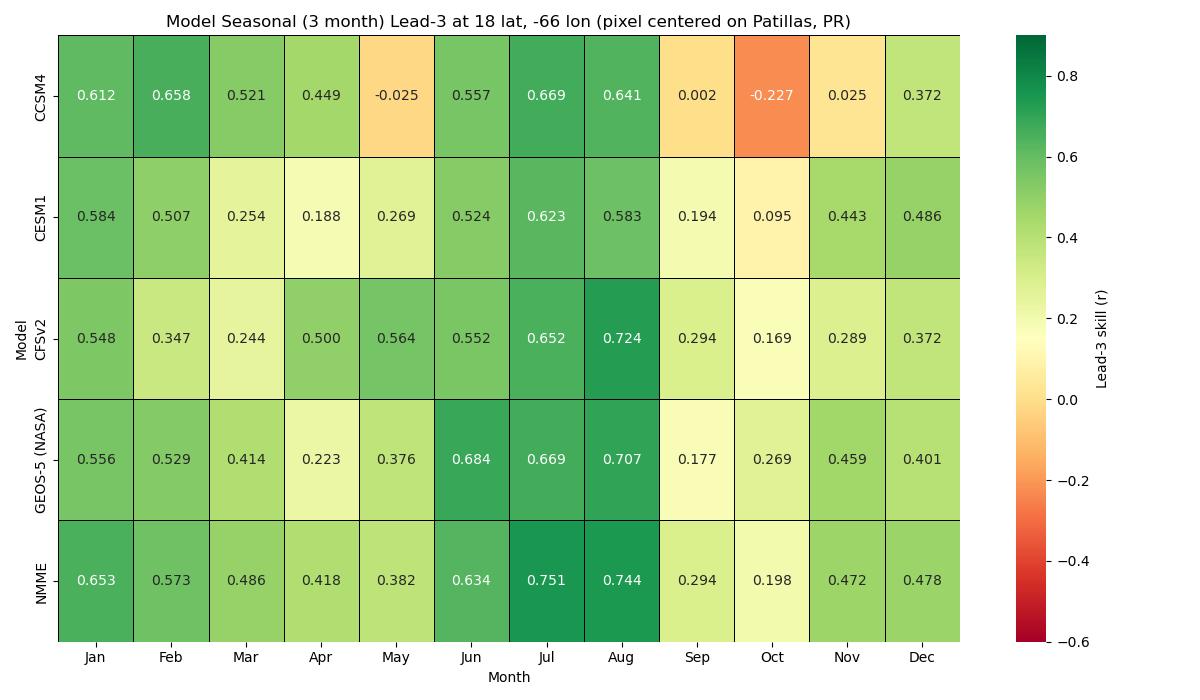 Model Seasonal (3 month) Lead-3 at 18 lat, -66 lon (pixel centered on Patillas, PR)
Model
CCSM4 0.612 0.658 0.521 0.449 -0.025 0.557 0.669 0.641 0.002 -0.227 0.025 0.372
CESM1 0.584 0.507 0.254 0.188 0.269 0.524 0.623 0.583 0.194 0.095 0.443 0.486
CFSv2 0.548 0.347 0.244 0.500 0.564 0.552 0.652 0.724 0.294 0.169 0.289 0.372
GEOS-5 (NASA) 0.556 0.529 0.414 0.223 0.376 0.684 0.669 0.707 0.177 0.269 0.459 0.401
NMME 0.653 0.573 0.486 0.418 0.382 0.634 0.751 0.744 0.294 0.198 0.472 0.478
Jan Feb Mar Apr May Jun Jul Aug Sep Oct Nov Dec
Month
0.8
0.6
0.4
0.2
0.0
−0.2
−0.4
−0.6
Lead-3 skill (r)